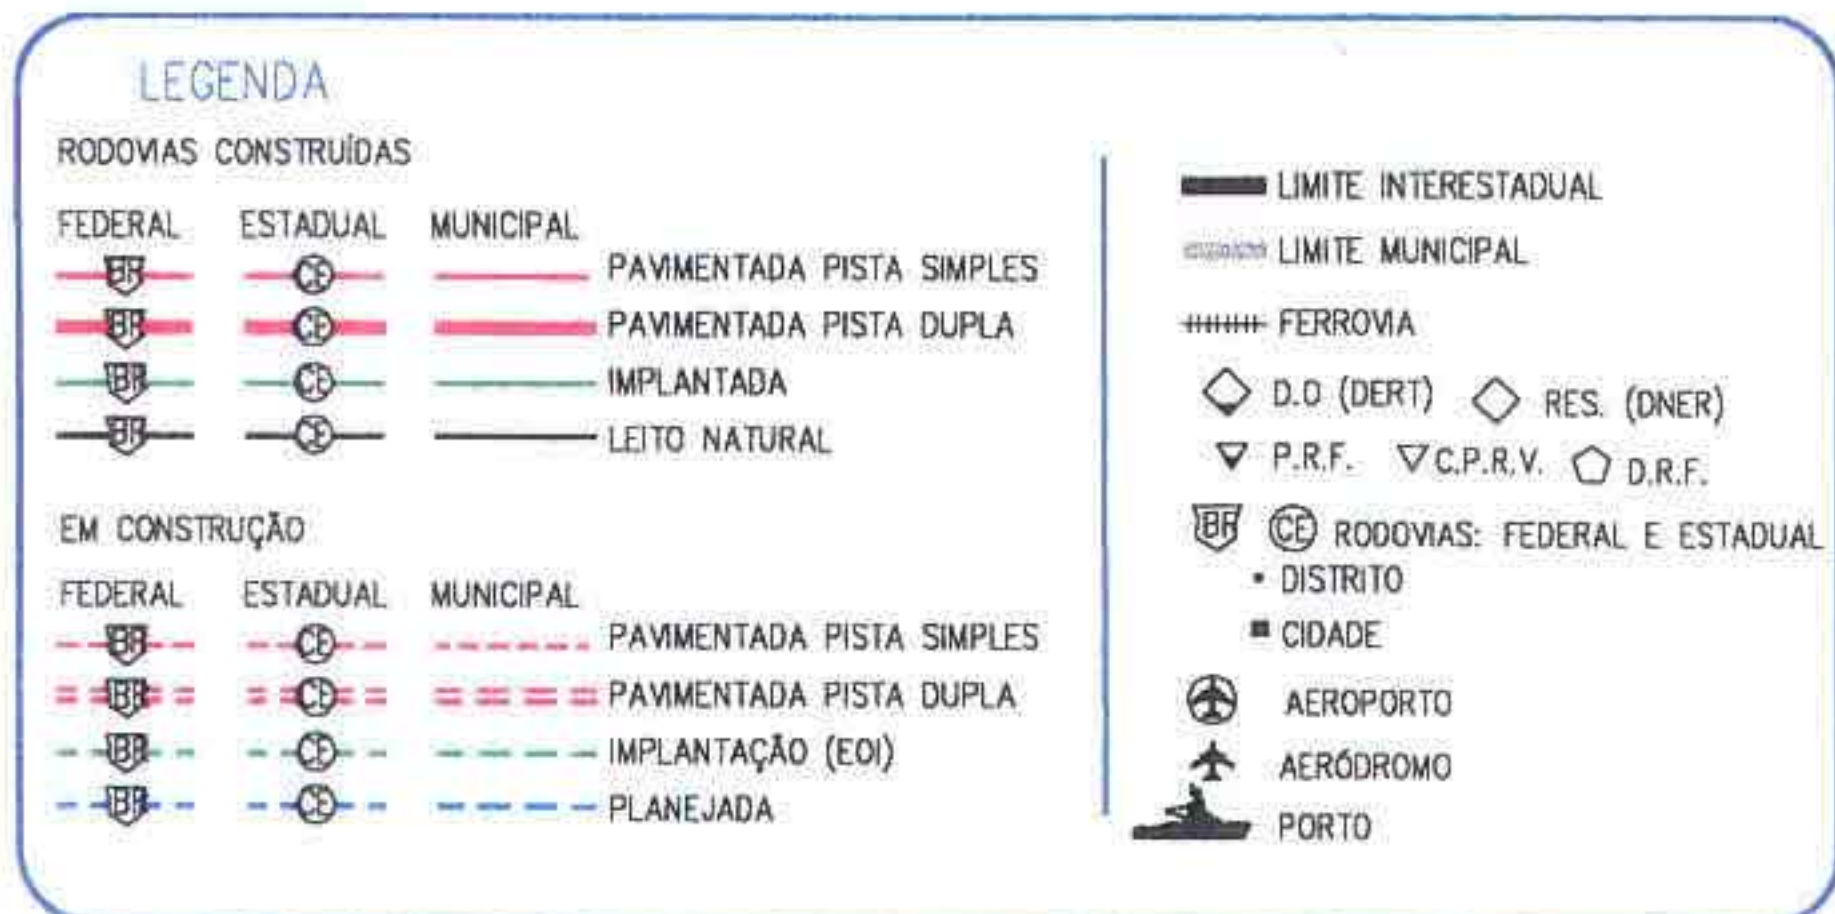 LEGENDA
RODOVIAS CONSTRUÍDAS
FEDERAL ESTADUAL MUNICIPAL
BR CE PAVIMENTADA PISTA SIMPLES
BR CE PAVIMENTADA PISTA DUPLA
BR CE IMPLANTADA
BR CE LEITO NATURAL
EM CONSTRUÇÃO
FEDERAL ESTADUAL MUNICIPAL
BR CE PAVIMENTADA PISTA SIMPLES
BR CE PAVIMENTADA PISTA DUPLA
BR CE IMPLANTAÇÃO (EOI)
BR CE PLANEJADA
LIMITE INTERESTADUAL
LIMITE MUNICIPAL
FERROVIA
D.O (DERT) RES. (DNER)
P.R.F. C.P.R.V. D.R.F.
BR CE RODOVIAS: FEDERAL E ESTADUAL
DISTRITO
CIDADE
AEROPORTO
AERÓDROMO
PORTO